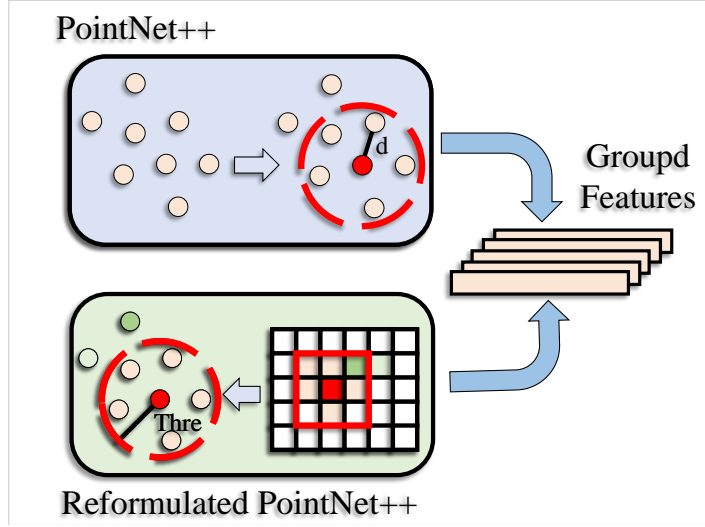 PointNet++
d
Groupd
Features
Thre
Reformulated PointNet++